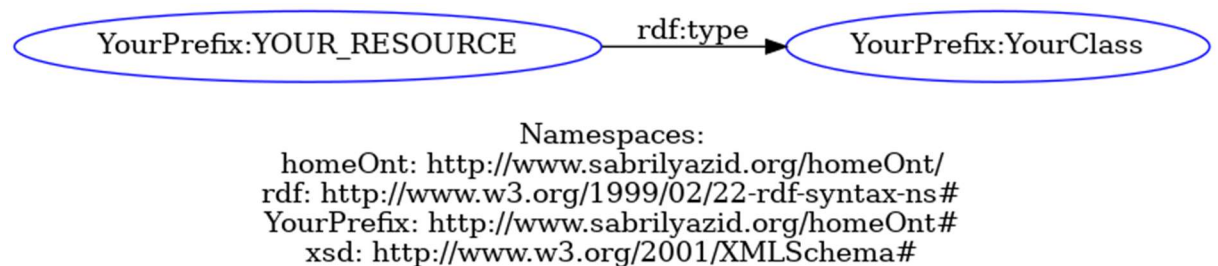 YourPrefix:YOUR_RESOURCE
rdf:type
YourPrefix:YourClass
Namespaces:
homeOnt: http://www.sabrilyazid.org/homeOnt/
rdf: http://www.w3.org/1999/02/22-rdf-syntax-ns#
YourPrefix: http://www.sabrilyazid.org/homeOnt#
xsd: http://www.w3.org/2001/XMLSchema#